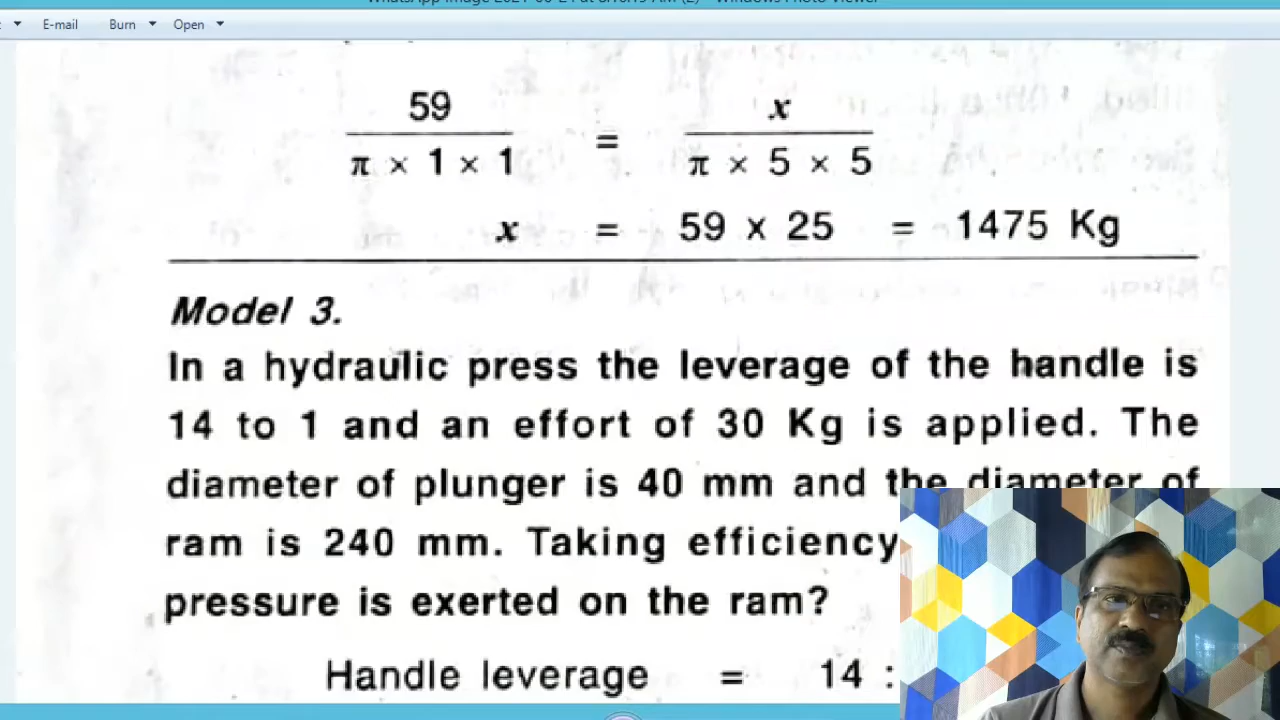 E-mail Burn Open
59 / π × 1 × 1 = x / π × 5 × 5
x = 59 x 25 = 1475 Kg
Model 3.
In a hydraulic press the leverage of the handle is
14 to 1 and an effort of 30 Kg is applied. The
diameter of plunger is 40 mm and the diameter of
ram is 240 mm. Taking efficiency
pressure is exerted on the ram?
Handle leverage = 14 :